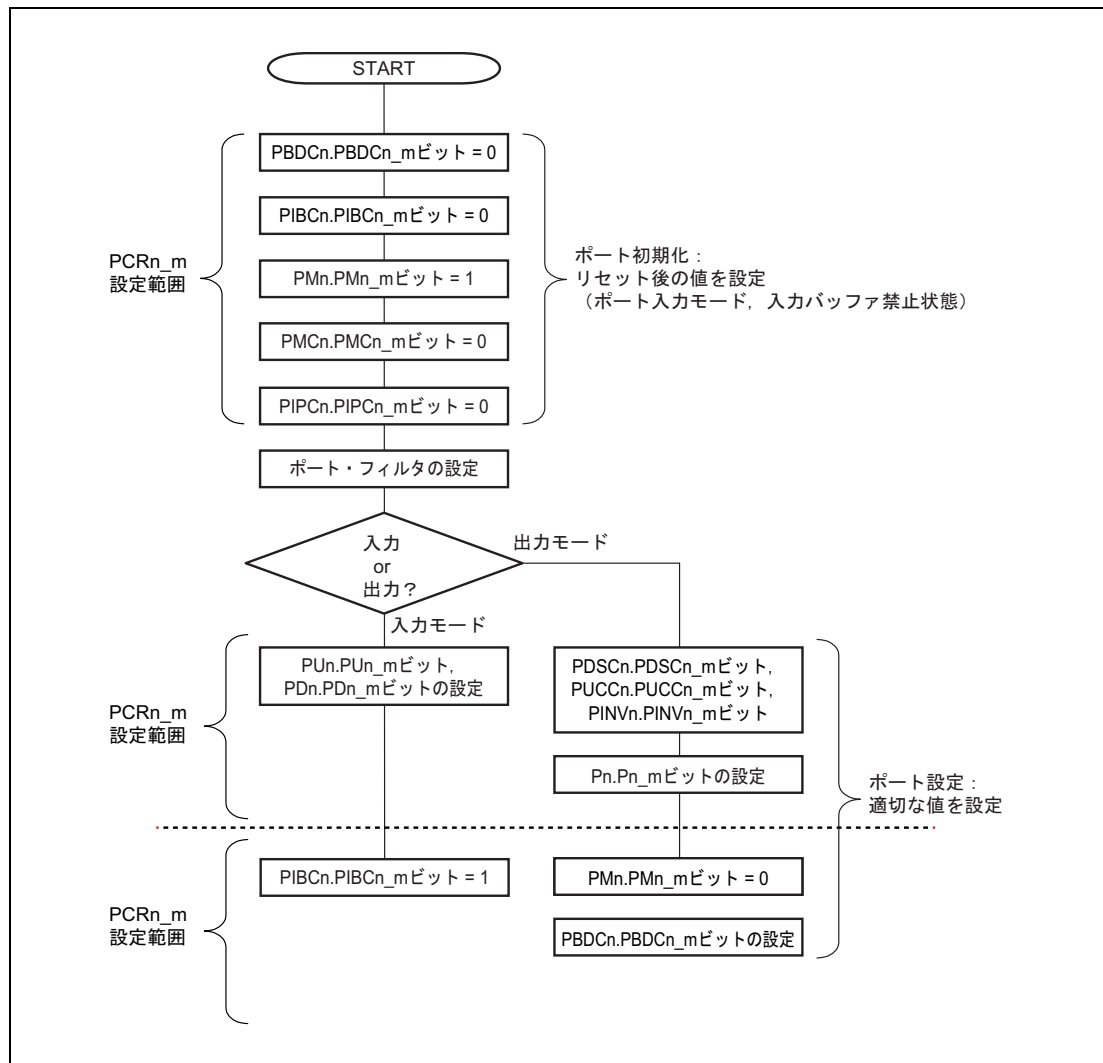 START
PCRn_m
設定範囲
PBDCn.PBDCn_mビット = 0
PIBCn.PIBCn_mビット = 0
PMn.PMn_mビット = 1
PMCn.PMCn_mビット = 0
PIPCn.PIPCn_mビット = 0
ポート初期化：
リセット後の値を設定
（ポート入力モード，入力バッファ禁止状態）
ポート・フィルタの設定
入力
or
出力？
出力モード
入力モード
PCRn_m
設定範囲
PUn.PUn_mビット，
PDn.PDn_mビットの設定
PDSCn.PDSCn_mビット，
PUCCn.PUCCn_mビット，
PINVn.PINVn_mビット
Pn.Pn_mビットの設定
ポート設定：
適切な値を設定
PCRn_m
設定範囲
PIBCn.PIBCn_mビット = 1
PMn.PMn_mビット = 0
PBDCn.PBDCn_mビットの設定